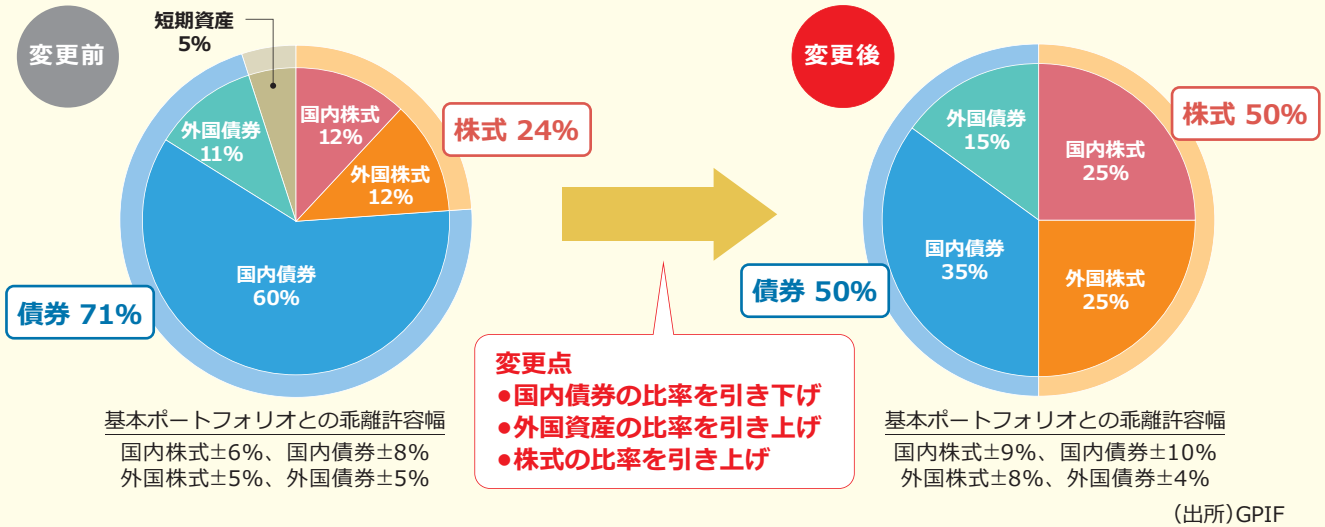 変更前
短期資産
5%
国内株式
12%
外国債券
11%
外国株式
12%
国内債券
60%
株式 24%
債券 71%
基本ポートフォリオとの乖離許容幅
国内株式±6%、国内債券±8%
外国株式±5%、外国債券±5%
変更点
●国内債券の比率を引き下げ
●外国資産の比率を引き上げ
●株式の比率を引き上げ
変更後
外国債券
15%
国内株式
25%
国内債券
35%
外国株式
25%
株式 50%
債券 50%
基本ポートフォリオとの乖離許容幅
国内株式±9%、国内債券±10%
外国株式±8%、外国債券±4%
（出所）GPIF